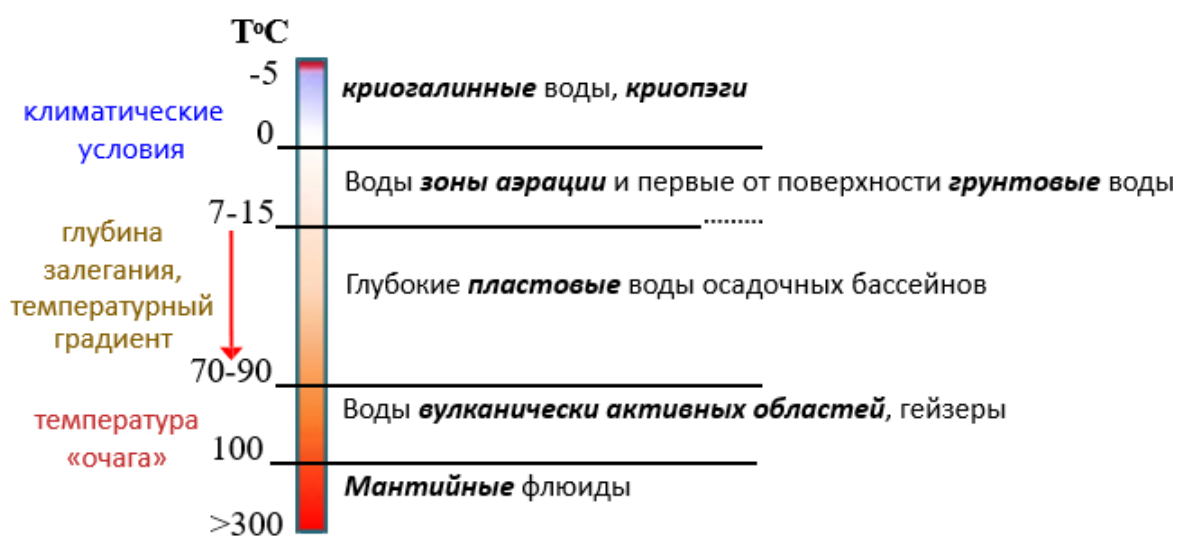 TºC
-5
криогалинные воды, криопэги
климатические
условия
0
Воды зоны аэрации и первые от поверхности грунтовые воды
7-15
.........
глубина
залегания,
температурный
градиент
Глубокие пластовые воды осадочных бассейнов
70-90
Воды вулканически активных областей, гейзеры
температура
«очага»
100
Мантийные флюиды
>300